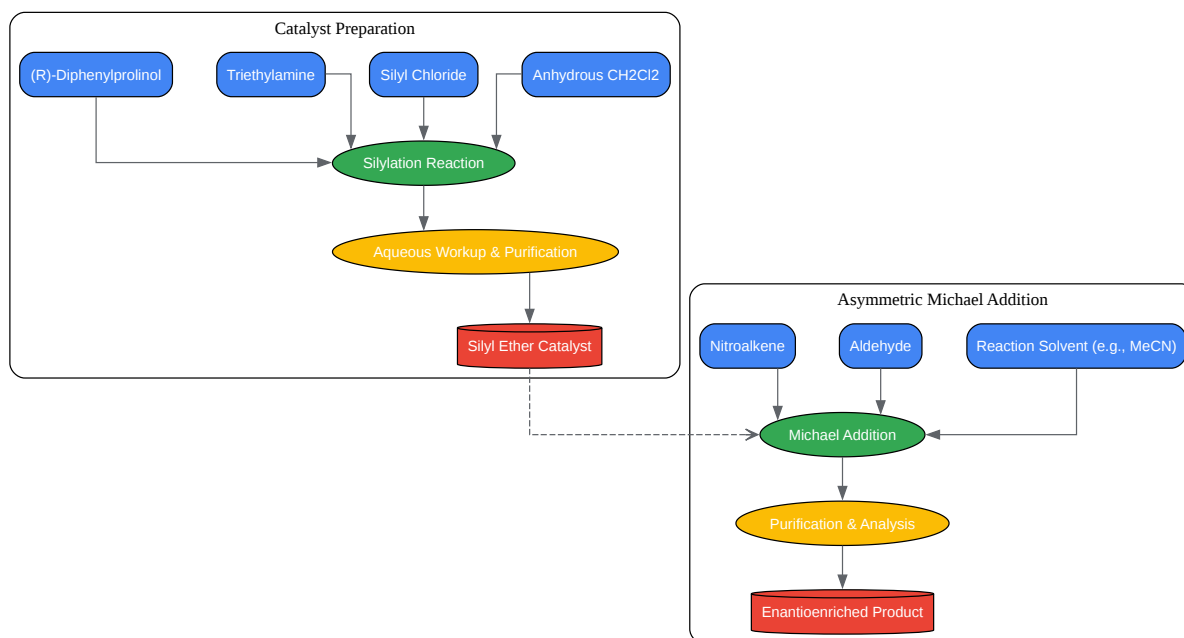 Catalyst Preparation
(R)-Diphenylprolinol
Triethylamine
Silyl Chloride
Anhydrous CH2Cl2
Silylation Reaction
Aqueous Workup & Purification
Silyl Ether Catalyst
Asymmetric Michael Addition
Nitroalkene
Aldehyde
Reaction Solvent (e.g., MeCN)
Michael Addition
Purification & Analysis
Enantioenriched Product